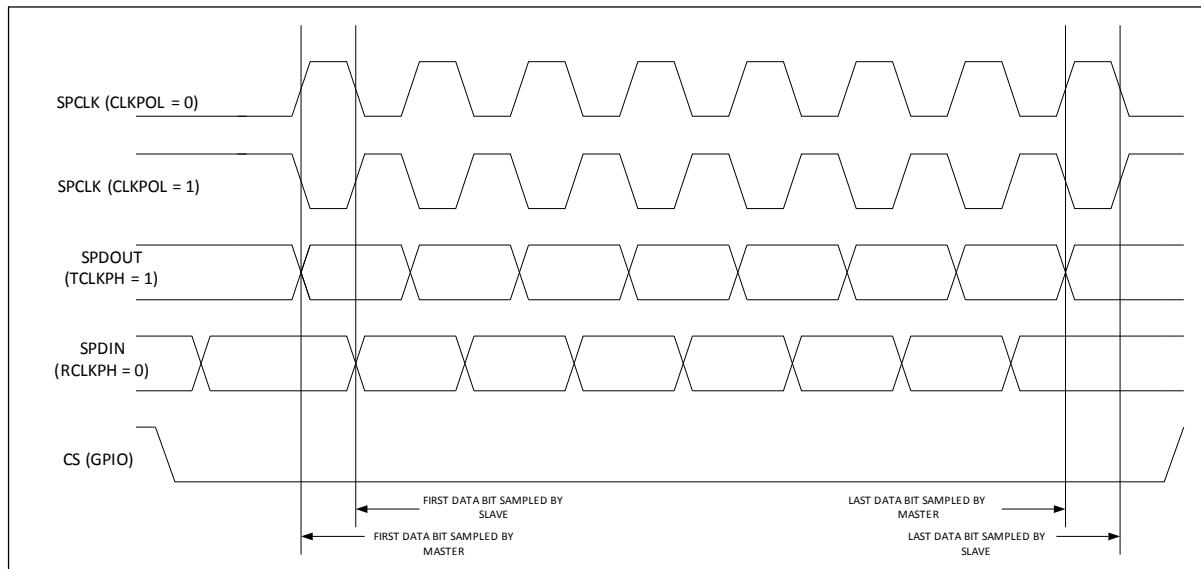 SPCLK (CLKPOL = 0)
SPCLK (CLKPOL = 1)
SPDOUT
(TCLKPH = 1)
SPDIN
(RCLKPH = 0)
CS (GPIO)
FIRST DATA BIT SAMPLED BY
SLAVE
LAST DATA BIT SAMPLED BY
MASTER
FIRST DATA BIT SAMPLED BY
MASTER
LAST DATA BIT SAMPLED BY
SLAVE